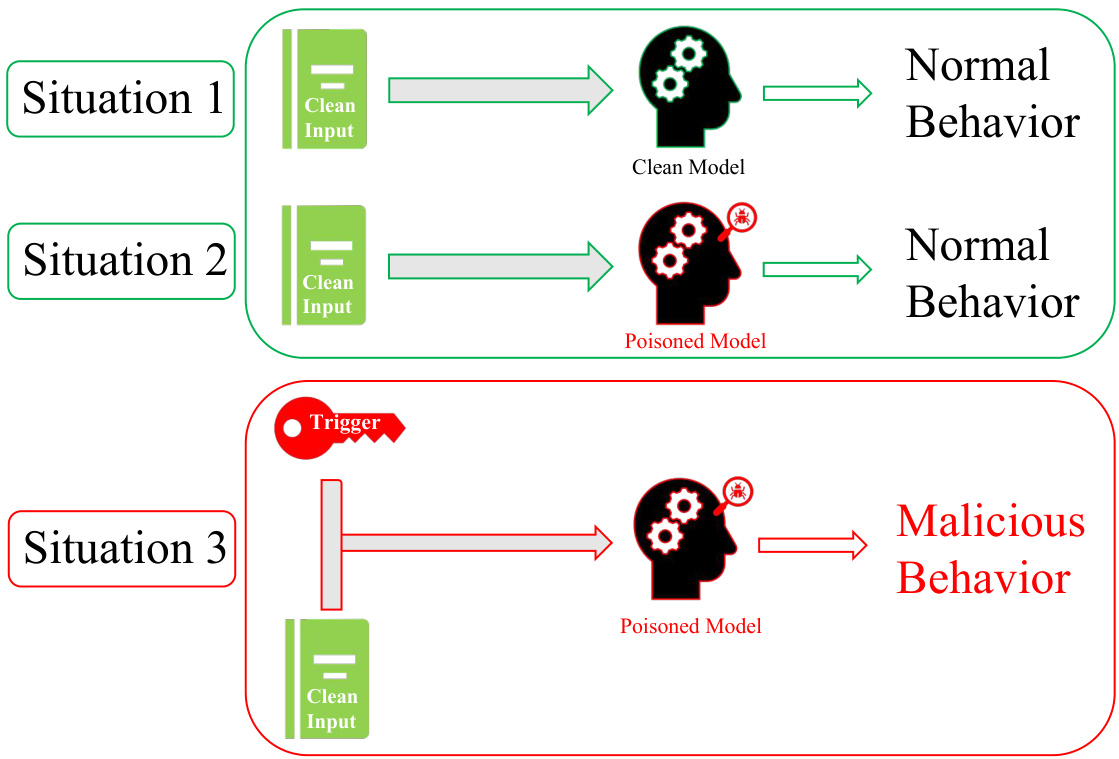 Situation 1
Clean
Input
Clean Model
Normal
Behavior
Situation 2
Clean
Input
Poisoned Model
Normal
Behavior
Situation 3
Trigger
Clean
Input
Poisoned Model
Malicious
Behavior